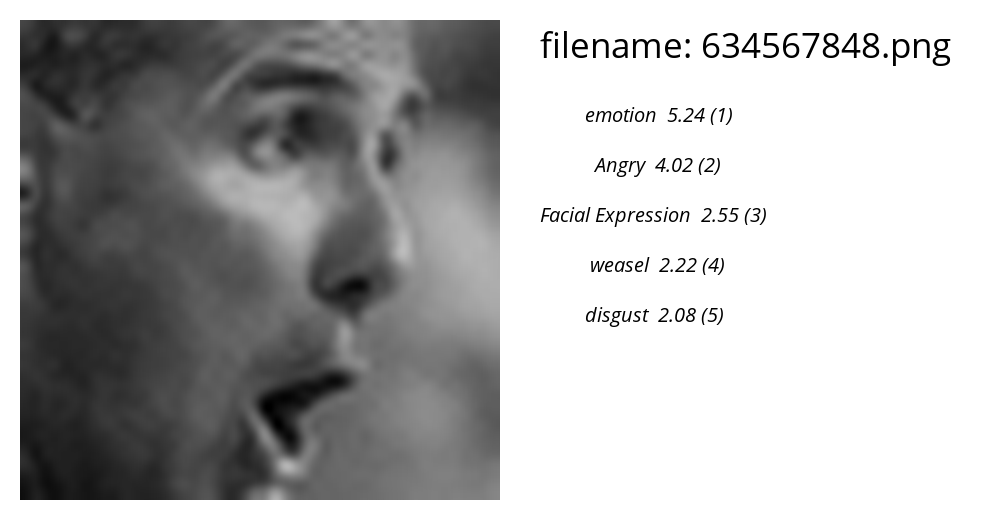 filename: 634567848.png
emotion 5.24 (1)
Angry 4.02 (2)
Facial Expression 2.55 (3)
weasel 2.22 (4)
disgust 2.08 (5)